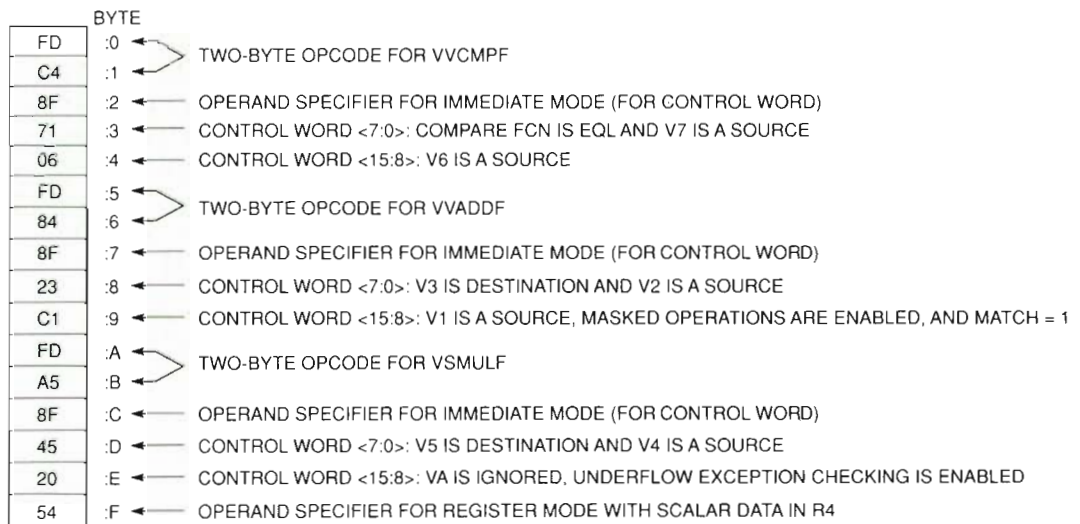 BYTE
FD :0 TWO-BYTE OPCODE FOR VVCMPF
C4 :1
8F :2 OPERAND SPECIFIER FOR IMMEDIATE MODE (FOR CONTROL WORD)
71 :3 CONTROL WORD <7:0>: COMPARE FCN IS EQL AND V7 IS A SOURCE
06 :4 CONTROL WORD <15:8>: V6 IS A SOURCE
FD :5 TWO-BYTE OPCODE FOR VVADDF
84 :6
8F :7 OPERAND SPECIFIER FOR IMMEDIATE MODE (FOR CONTROL WORD)
23 :8 CONTROL WORD <7:0>: V3 IS DESTINATION AND V2 IS A SOURCE
C1 :9 CONTROL WORD <15:8>: V1 IS A SOURCE, MASKED OPERATIONS ARE ENABLED, AND MATCH = 1
FD :A TWO-BYTE OPCODE FOR VSMULF
A5 :B
8F :C OPERAND SPECIFIER FOR IMMEDIATE MODE (FOR CONTROL WORD)
45 :D CONTROL WORD <7:0>: V5 IS DESTINATION AND V4 IS A SOURCE
20 :E CONTROL WORD <15:8>: VA IS IGNORED, UNDERFLOW EXCEPTION CHECKING IS ENABLED
54 :F OPERAND SPECIFIER FOR REGISTER MODE WITH SCALAR DATA IN R4